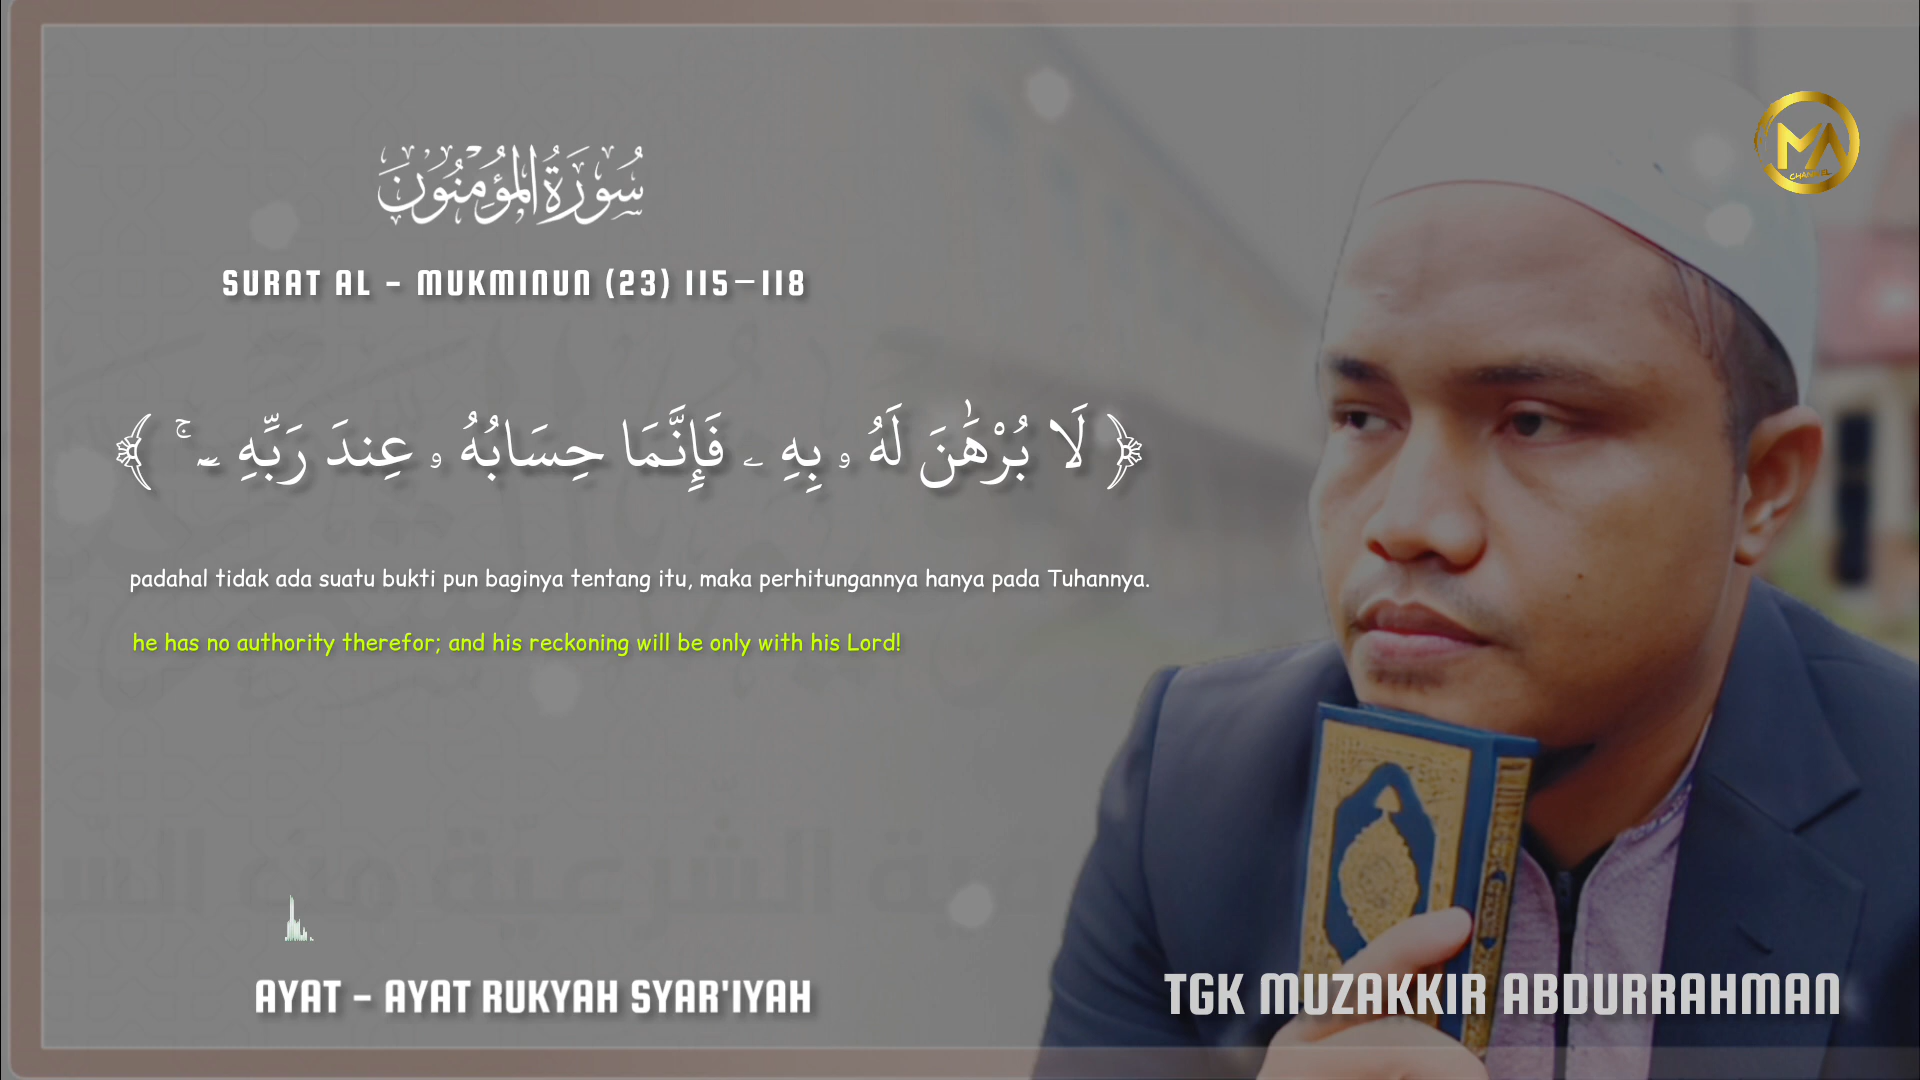 سُورَةُ المُؤْمِنُونَ
SURAT AL - MUKMINUN (23) 115-118
﴿ لَا بُرْهَٰنَ لَهُۥ بِهِۦ فَإِنَّمَا حِسَابُهُۥ عِندَ رَبِّهِۦٓ ۚ ﴾
padahal tidak ada suatu bukti pun baginya tentang itu, maka perhitungannya hanya pada Tuhannya.
he has no authority therefor; and his reckoning will be only with his Lord!
AYAT - AYAT RUKYAH SYAR'IYAH
TGK MUZAKKIR ABDURRAHMAN
MA
CHANNEL